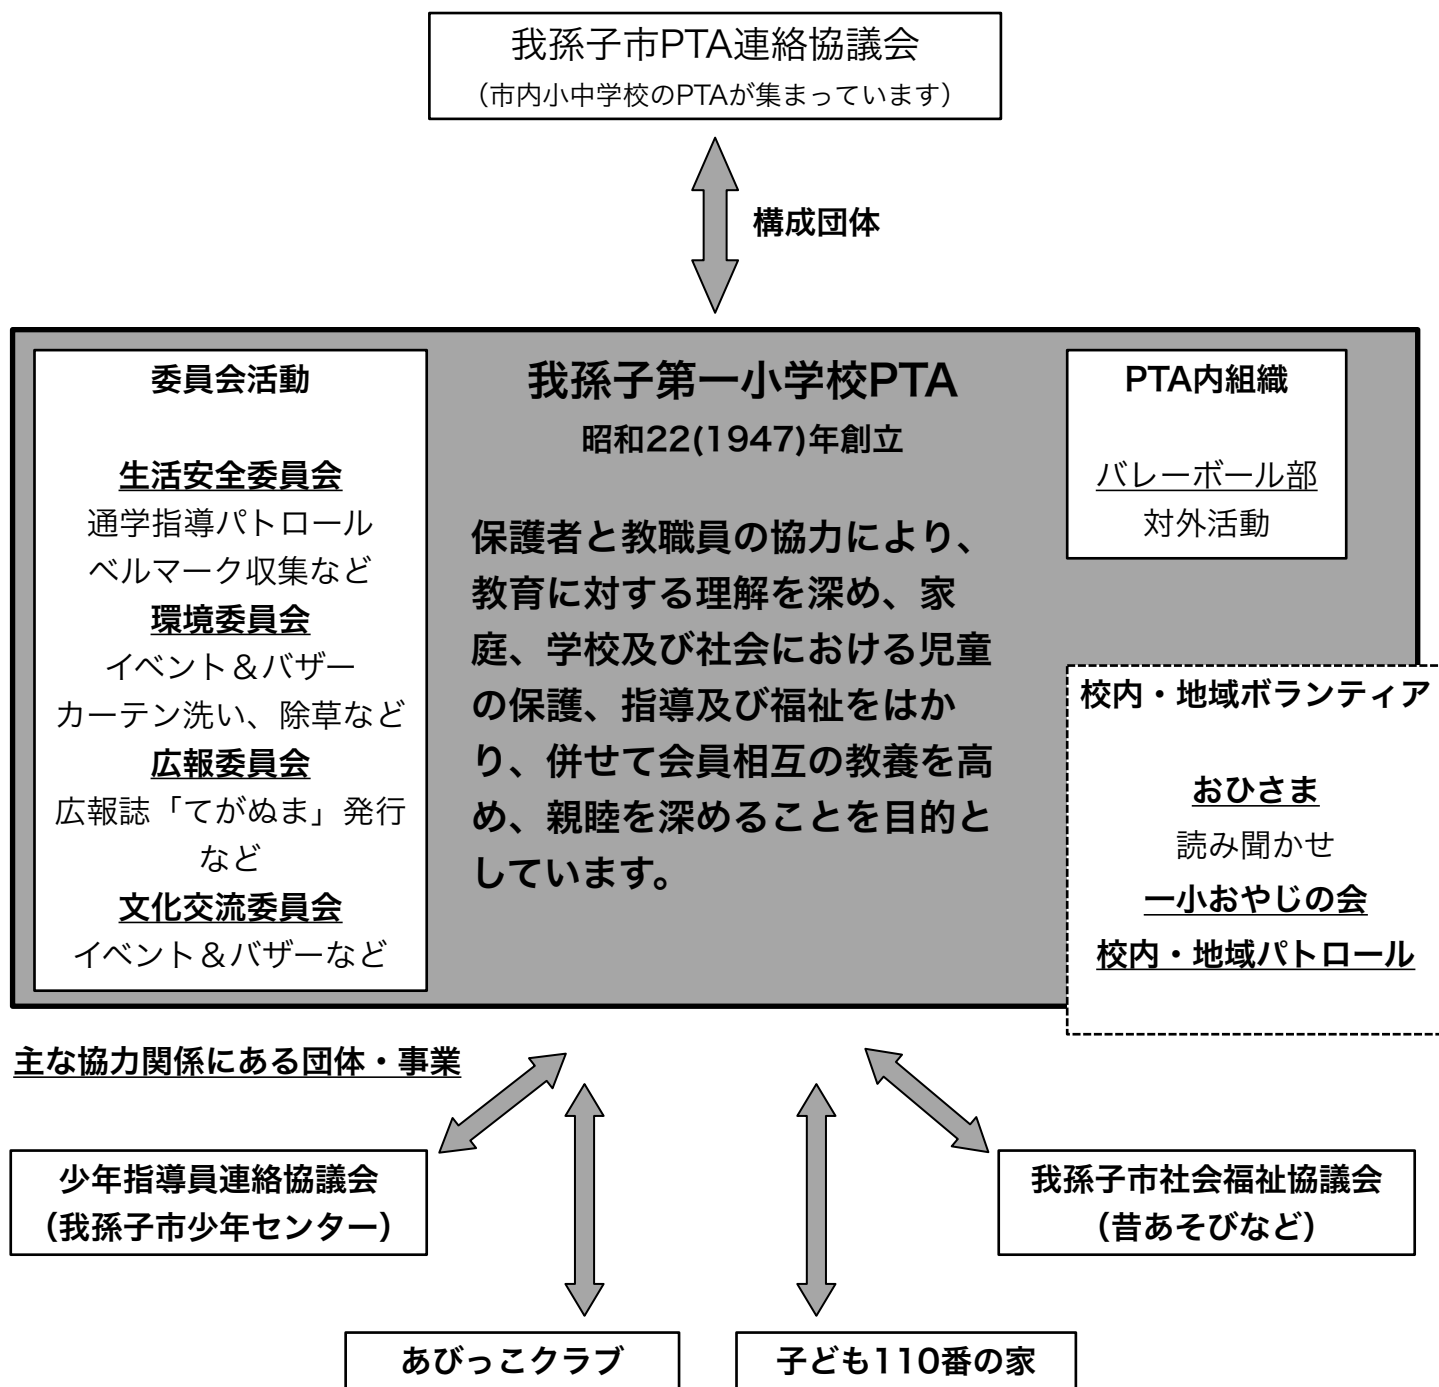 我孫子市PTA連絡協議会
（市内小中学校のPTAが集まっています）
構成団体
委員会活動
生活安全委員会
通学指導パトロール
ベルマーク収集など
環境委員会
イベント＆バザー
カーテン洗い、除草など
広報委員会
広報誌「てがぬま」発行
など
文化交流委員会
イベント＆バザーなど
我孫子第一小学校PTA
昭和22(1947)年創立
保護者と教職員の協力により、
教育に対する理解を深め、家
庭、学校及び社会における児童
の保護、指導及び福祉をはか
り、併せて会員相互の教養を高
め、親睦を深めることを目的と
しています。
PTA内組織
バレーボール部
対外活動
校内・地域ボランティア
おひさま
読み聞かせ
一小おやじの会
校内・地域パトロール
主な協力関係にある団体・事業
少年指導員連絡協議会
（我孫子市少年センター）
我孫子市社会福祉協議会
（昔あそびなど）
あびっこクラブ
子ども110番の家